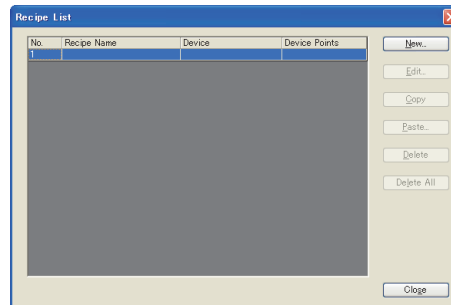 Recipe List
No. Recipe Name Device Device Points
1
New...
Edit...
Copy
Paste...
Delete
Delete All
Close